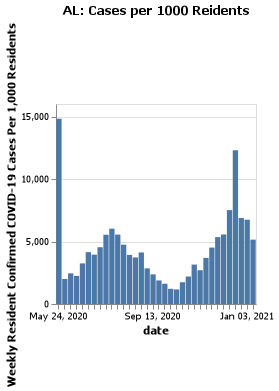 AL: Cases per 1000 Reidents
Weekly Resident Confirmed COVID-19 Cases Per 1,000 Residents
15,000
10,000
5,000
0
May 24, 2020 Sep 13, 2020 Jan 03, 2021
date